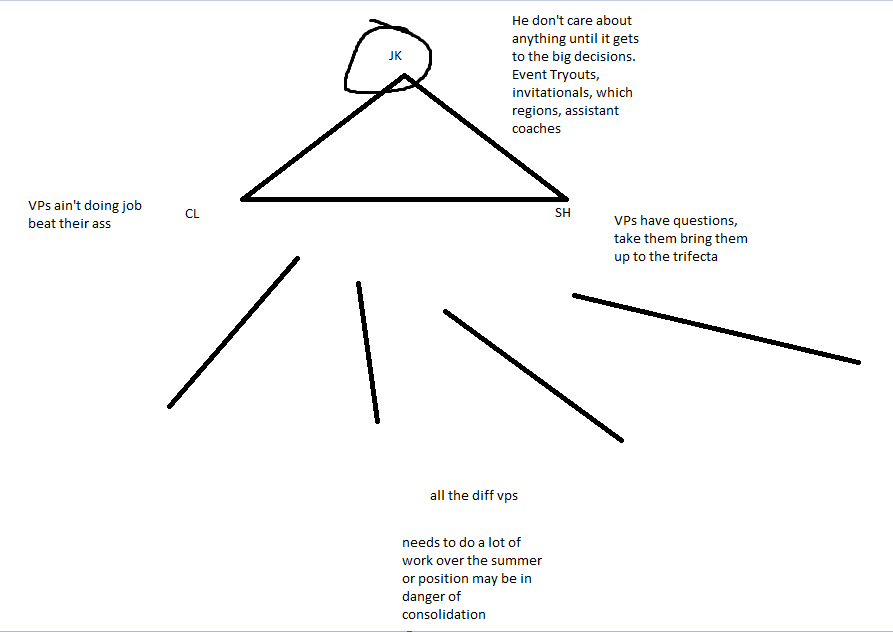 JK
He don't care about
anything until it gets
to the big decisions.
Event Tryouts,
invitationals, which
regions, assistant
coaches
VPs ain't doing job
beat their ass
CL
SH
VPs have questions,
take them bring them
up to the trifecta
all the diff vps
needs to do a lot of
work over the summer
or position may be in
danger of
consolidation